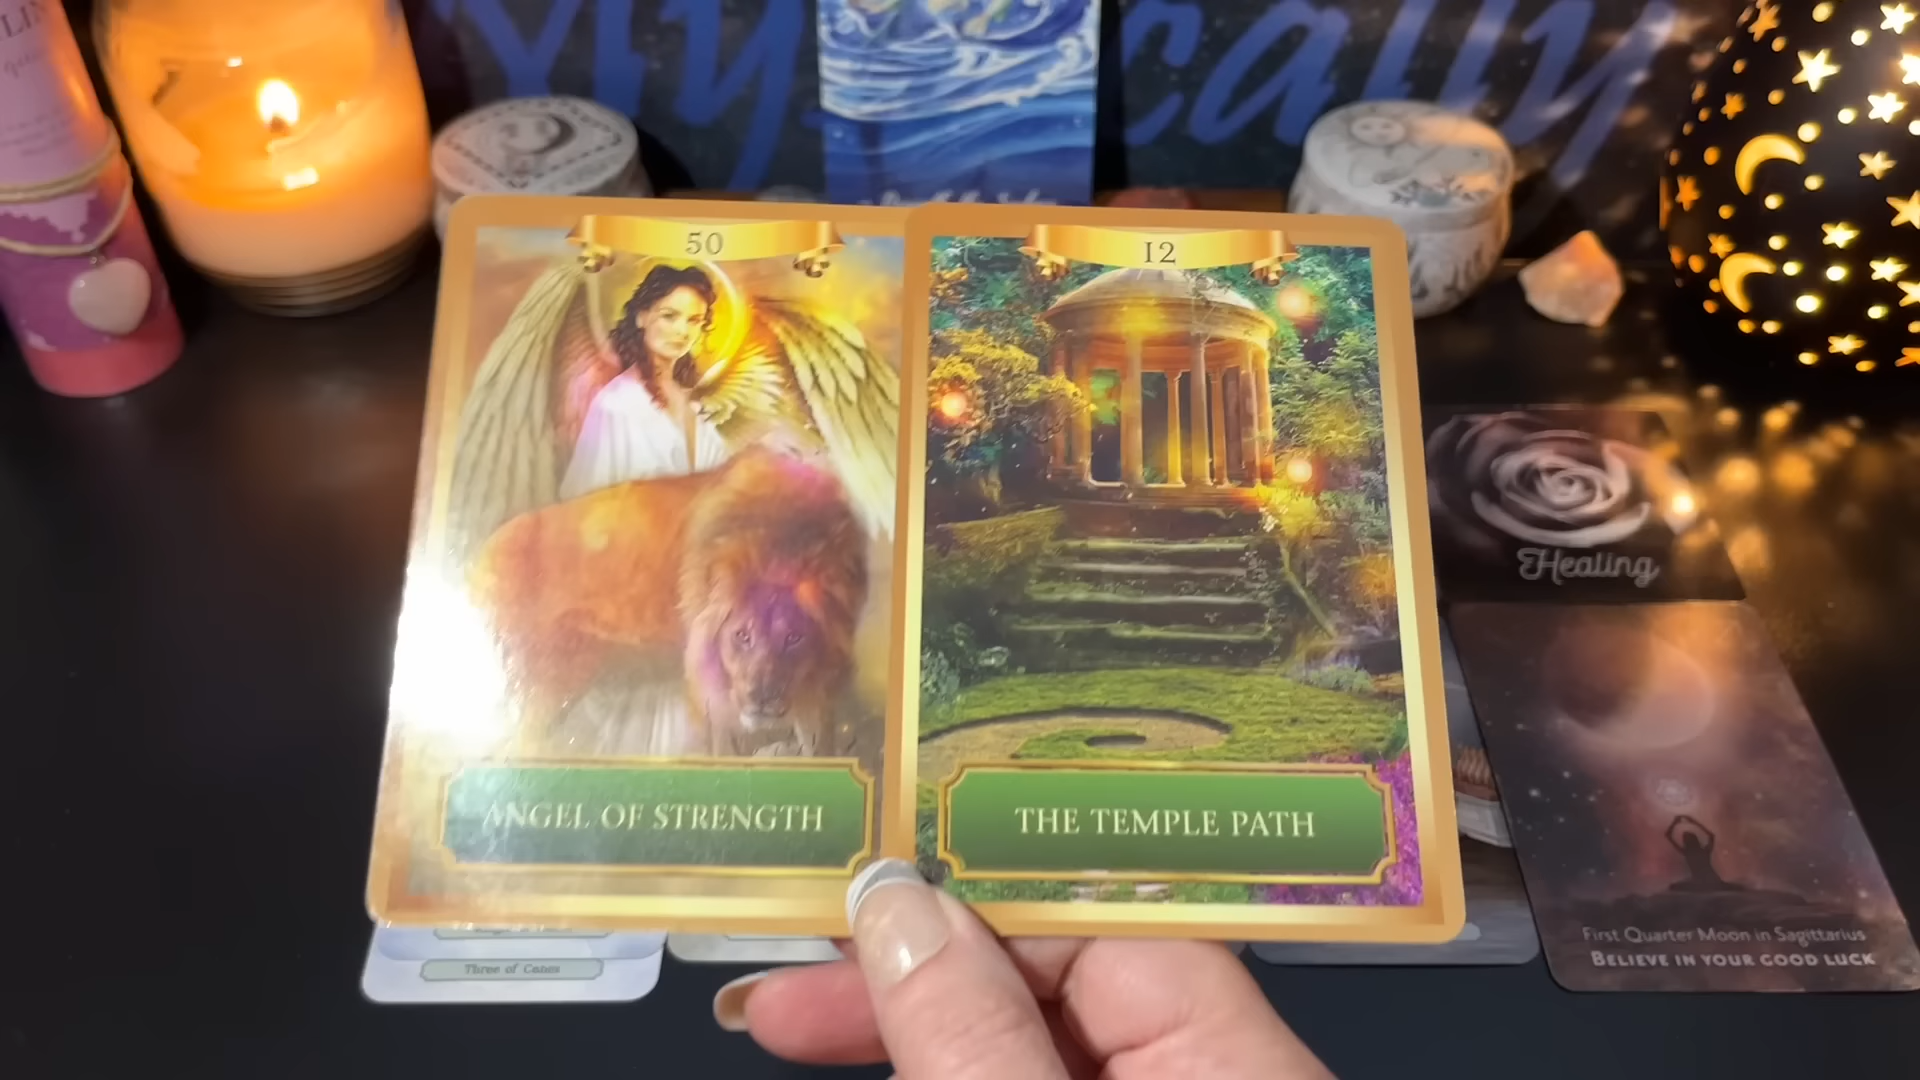 50
12
ANGEL OF STRENGTH
THE TEMPLE PATH
Healing
First Quarter Moon in Sagittarius
BELIEVE IN YOUR GOOD LUCK
Three of Canes